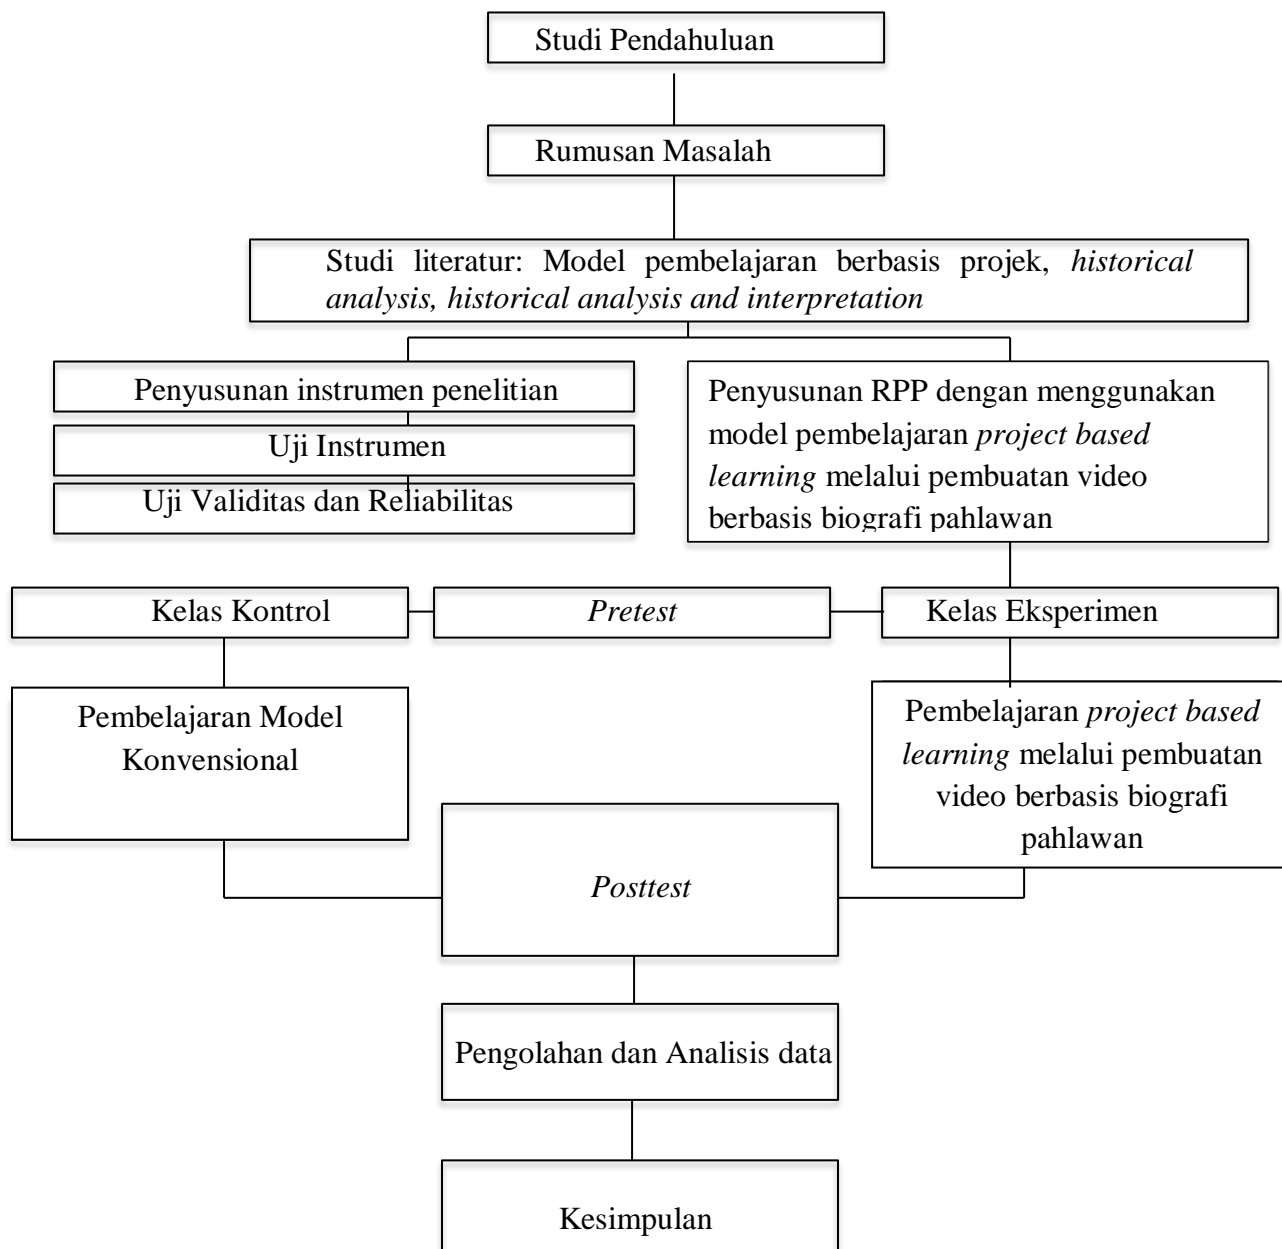 Studi Pendahuluan
Rumusan Masalah
Studi literatur: Model pembelajaran berbasis projek, historical
analysis, historical analysis and interpretation
Penyusunan instrumen penelitian
Uji Instrumen
Uji Validitas dan Reliabilitas
Penyusunan RPP dengan menggunakan
model pembelajaran project based
learning melalui pembuatan video
berbasis biografi pahlawan
Kelas Kontrol
Pretest
Kelas Eksperimen
Pembelajaran Model
Konvensional
Pembelajaran project based
learning melalui pembuatan
video berbasis biografi
pahlawan
Posttest
Pengolahan dan Analisis data
Kesimpulan